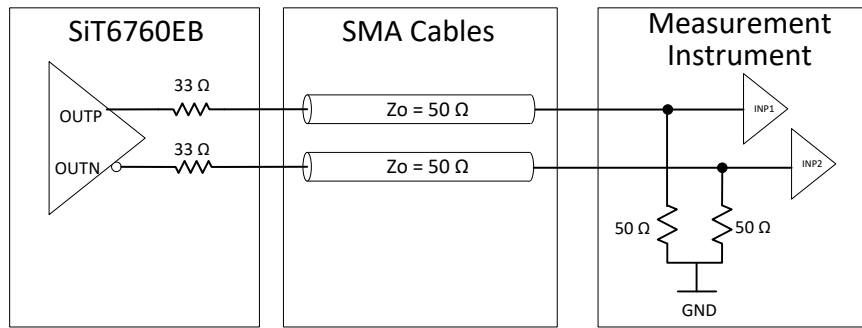 SiT6760EB
SMA Cables
Measurement
Instrument
33 Ω
OUTP
Zo = 50 Ω
INP1
33 Ω
OUTN
Zo = 50 Ω
INP2
50 Ω
50 Ω
GND